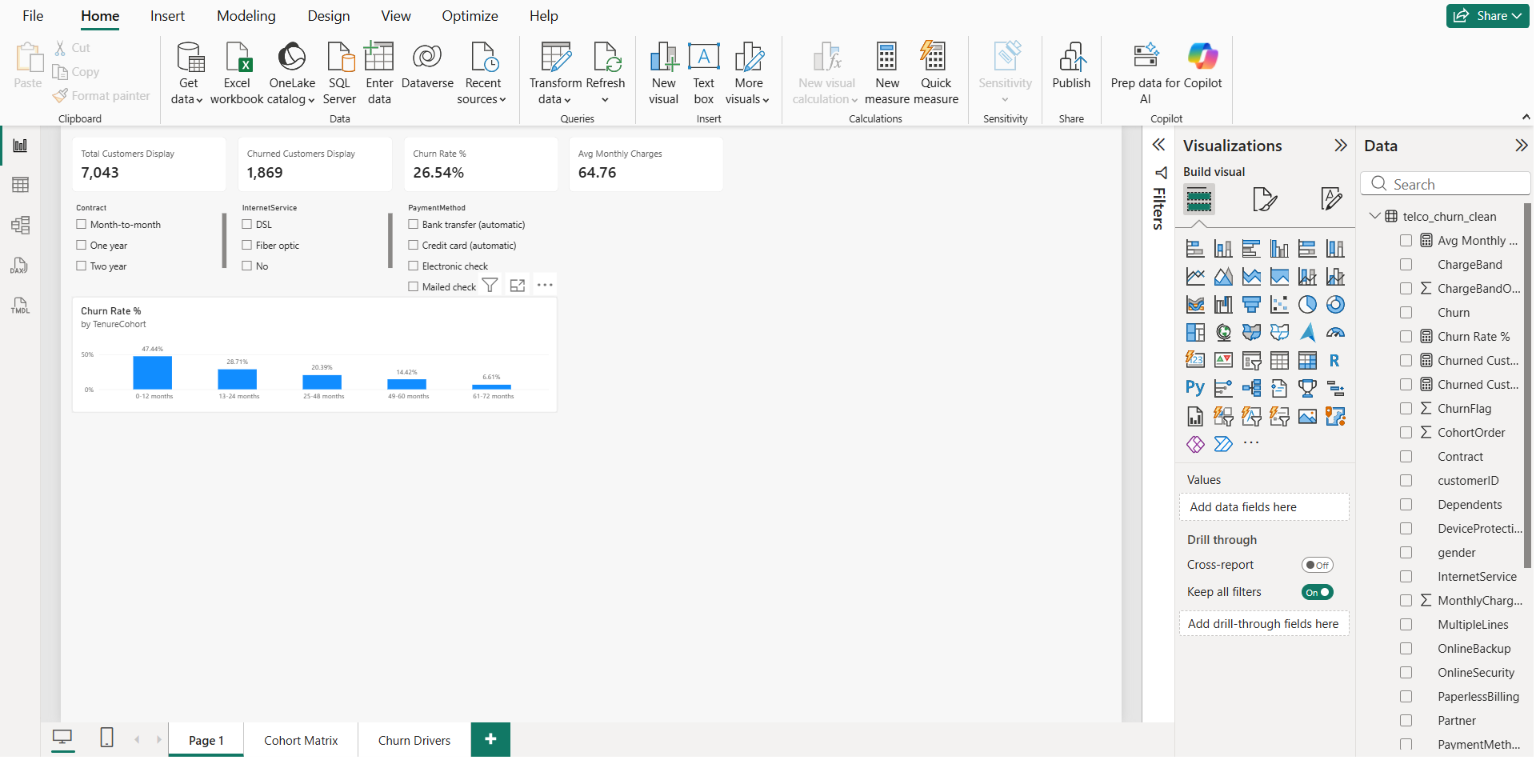 File Home Insert Modeling Design View Optimize Help Share
Paste
Cut
Copy
Format painter
Clipboard
Get data
Excel workbook
OneLake catalog
SQL Server
Enter data
Dataverse
Recent sources
Data
Transform data
Refresh
Queries
New visual
Text box
More visuals
Insert
New visual calculation
New measure
Quick measure
Calculations
Sensitivity
Sensitivity
Publish
Share
Prep data for AI
Copilot
Copilot
DAX
TMDL
Total Customers Display
7,043
Churned Customers Display
1,869
Churn Rate %
26.54%
Avg Monthly Charges
64.76
Contract
Month-to-month
One year
Two year
InternetService
DSL
Fiber optic
No
PaymentMethod
Bank transfer (automatic)
Credit card (automatic)
Electronic check
Mailed check
Churn Rate %
by TenureCohort
50%
0%
47.44% 28.71% 20.39% 14.42% 6.61%
0-12 months 13-24 months 25-48 months 49-60 months 61-72 months
Filters
Visualizations
Build visual
123
R
Py
Values
Add data fields here
Drill through
Cross-report Off
Keep all filters On
Add drill-through fields here
Data
Search
telco_churn_clean
Avg Monthly ...
ChargeBand
ChargeBandO...
Churn
Churn Rate %
Churned Cust...
Churned Cust...
ChurnFlag
CohortOrder
Contract
customerID
Dependents
DeviceProtecti...
gender
InternetService
MonthlyCharg...
MultipleLines
OnlineBackup
OnlineSecurity
PaperlessBilling
Partner
PaymentMeth...
Page 1 Cohort Matrix Churn Drivers +